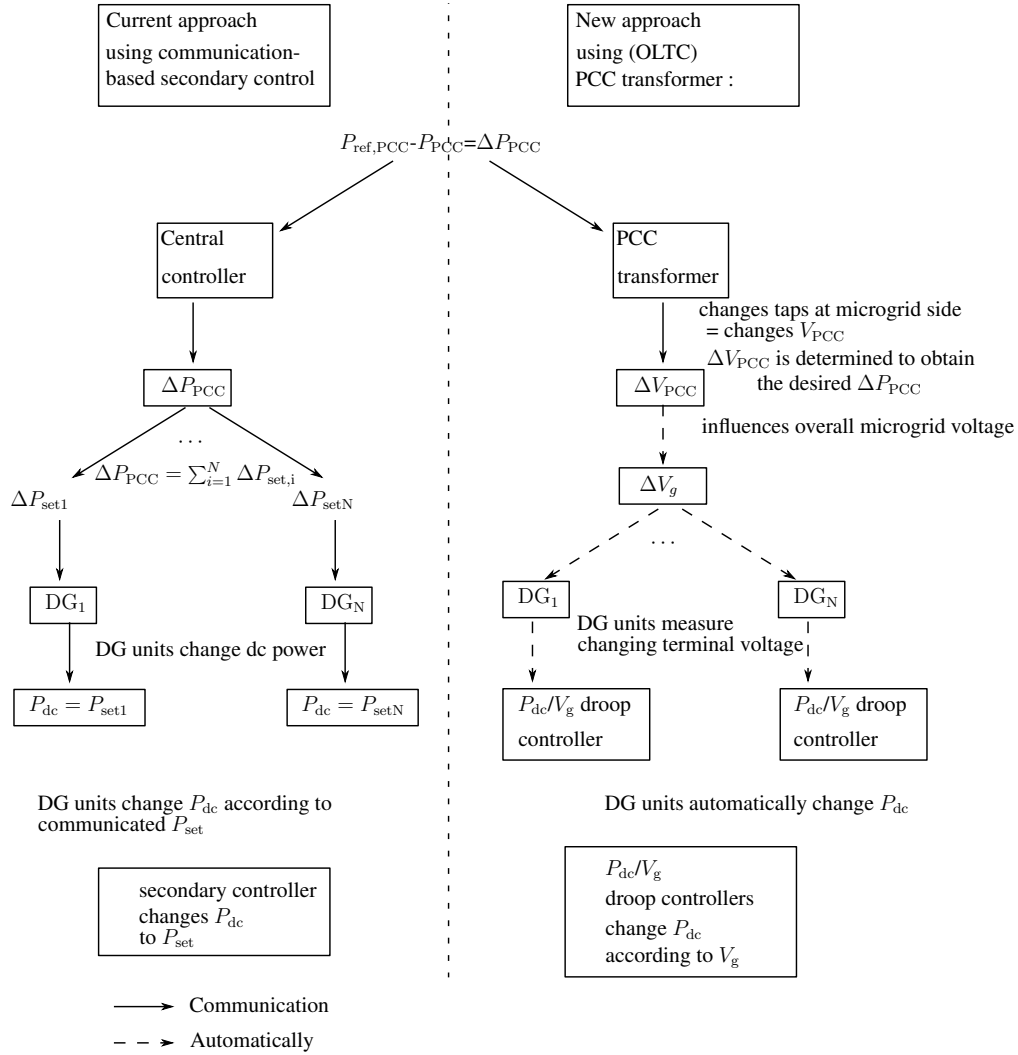 Current approach
using communication-
based secondary control
New approach
using (OLTC)
PCC transformer :
P_ref,PCC-P_PCC=ΔP_PCC
Central
controller
ΔP_PCC
…
ΔP_PCC = ∑_{i=1}^{N} ΔP_set,i
ΔP_set1
ΔP_setN
DG_1
DG_N
DG units change dc power
P_dc = P_set1
P_dc = P_setN
DG units change P_dc according to
communicated P_set
secondary controller
changes P_dc
to P_set
PCC
transformer
changes taps at microgrid side
= changes V_PCC
ΔV_PCC is determined to obtain
the desired ΔP_PCC
ΔV_PCC
influences overall microgrid voltage
ΔV_g
…
DG_1
DG_N
DG units measure
changing terminal voltage
P_dc/V_g droop
controller
P_dc/V_g droop
controller
DG units automatically change P_dc
P_dc/V_g
droop controllers
change P_dc
according to V_g
Communication
Automatically